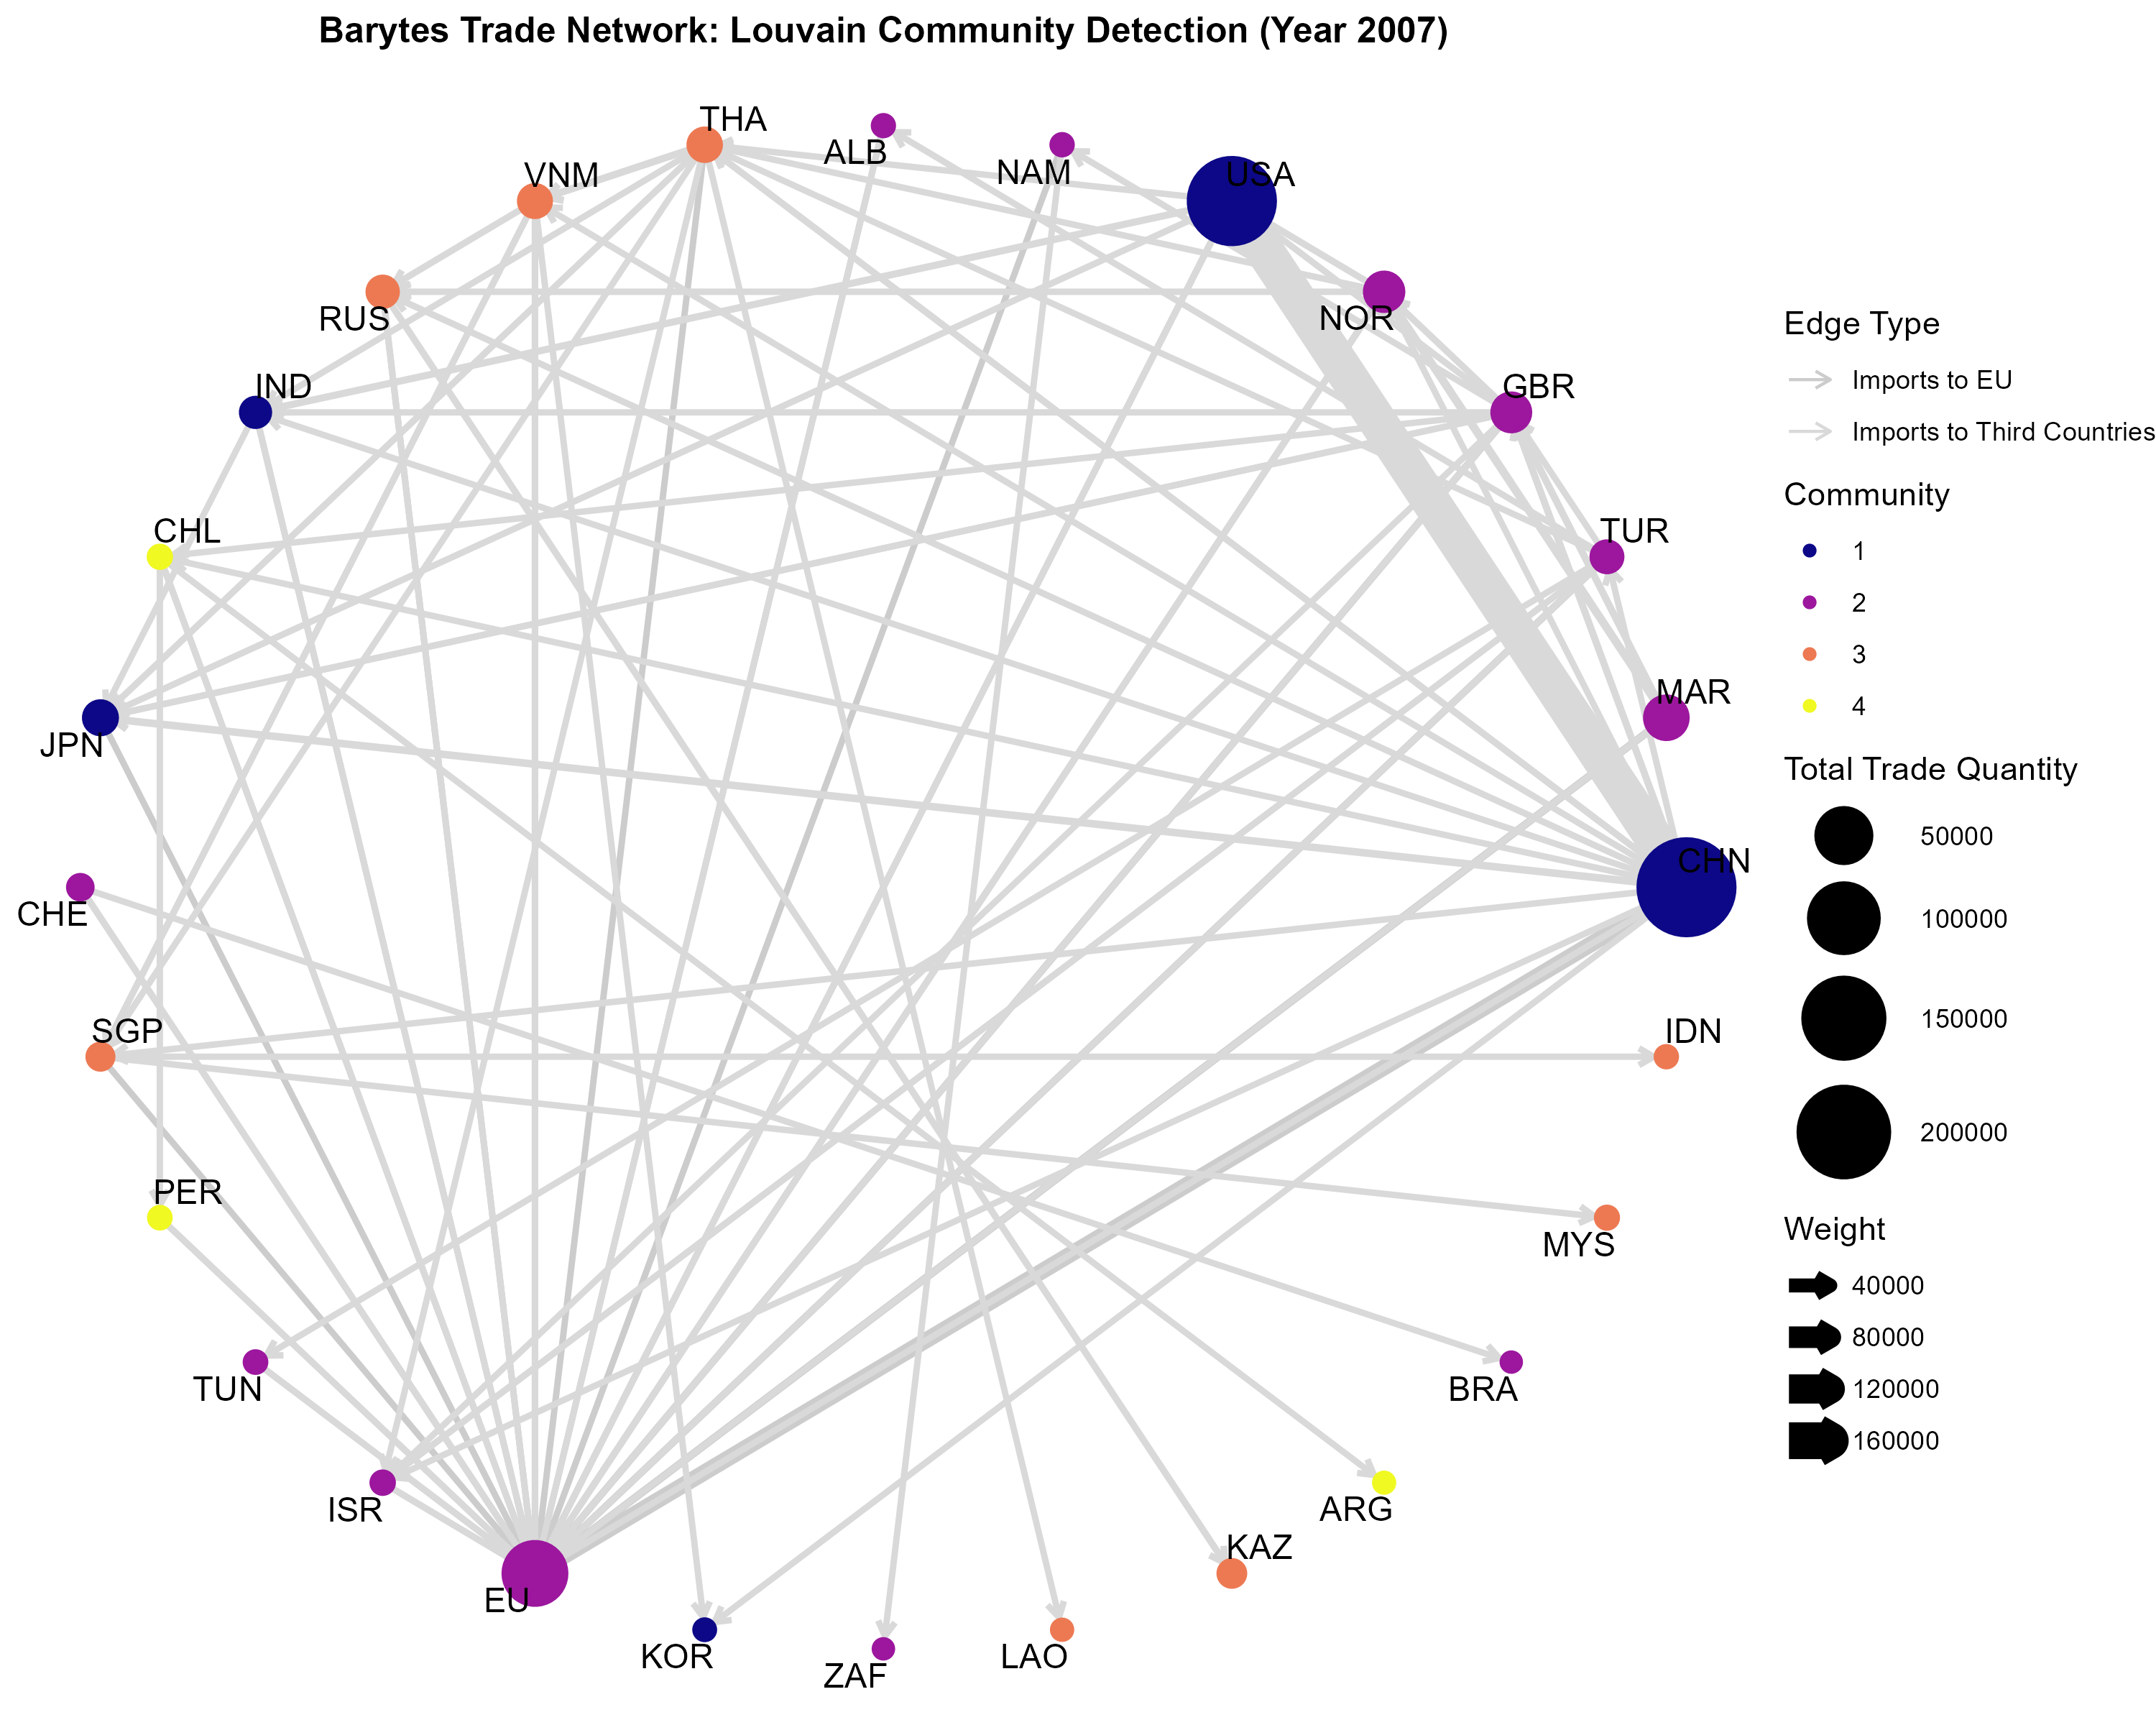 Barytes Trade Network: Louvain Community Detection (Year 2007)
THA
ALB
NAM
USA
VNM
RUS
NOR
IND
GBR
CHL
TUR
MAR
JPN
CHN
CHE
SGP
IDN
PER
MYS
TUN
BRA
ISR
ARG
KAZ
EU
KOR
ZAF
LAO
Edge Type
Imports to EU
Imports to Third Countries
Community
1
2
3
4
Total Trade Quantity
50000
100000
150000
200000
Weight
40000
80000
120000
160000